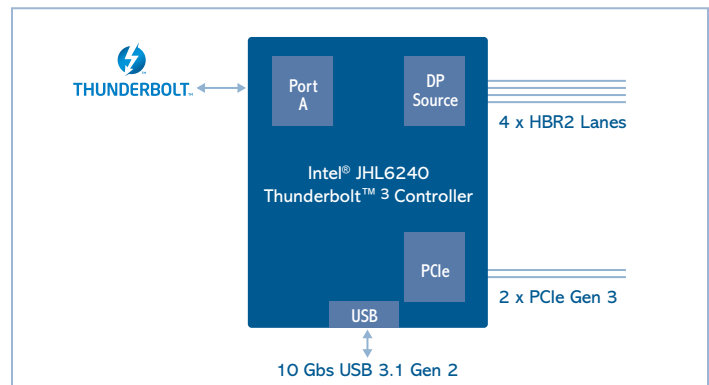 THUNDERBOLT™
Port
A
DP
Source
4 x HBR2 Lanes
Intel® JHL6240
Thunderbolt™ 3 Controller
PCIe
2 x PCIe Gen 3
USB
10 Gbs USB 3.1 Gen 2